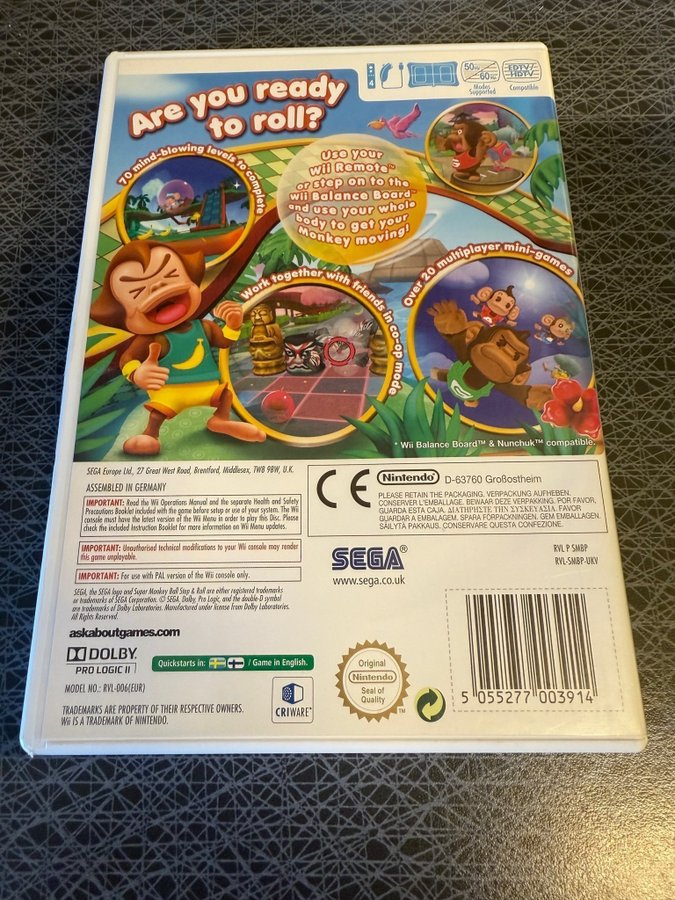 Are you ready
to roll?
4
50Hz
60Hz
Modes
Supported
EDTV/
HDTV
Compatible
70 mind-blowing levels to complete
Use your
Wii Remote™
or step on to the
Wii Balance Board™
and use your whole
body to get your
Monkey moving!
Work together with friends in co-op mode
Over 20 multiplayer mini-games
* Wii Balance Board™ & Nunchuk™ compatible.
SEGA Europe Ltd., 27 Great West Road, Brentford, Middlesex, TW8 9BW, U.K.
ASSEMBLED IN GERMANY
IMPORTANT: Read the Wii Operations Manual and the separate Health and Safety
Precautions Booklet included with the game before setup or use of your system. The Wii
console must have the latest version of the Wii Menu in order to play this Disc. Please
check the included Instruction Booklet for more information on Wii Menu updates.
IMPORTANT: Unauthorised technical modifications to your Wii console may render
this game unplayable.
IMPORTANT: For use with PAL version of the Wii console only.
SEGA, the SEGA logo and Super Monkey Ball Step & Roll are either registered trademarks
or trademarks of SEGA Corporation. © SEGA. Dolby, Pro Logic, and the double-D symbol
are trademarks of Dolby Laboratories. Manufactured under license from Dolby Laboratories.
All Rights Reserved.
askaboutgames.com
DOLBY
PRO LOGIC II
Quickstarts in: / Game in English.
MODEL NO.: RVL-006(EUR)
TRADEMARKS ARE PROPERTY OF THEIR RESPECTIVE OWNERS.
Wii IS A TRADEMARK OF NINTENDO.
CE
Nintendo
D-63760 Großostheim
PLEASE RETAIN THE PACKAGING. VERPACKUNG AUFHEBEN.
CONSERVER L'EMBALLAGE. BEWAAR DEZE VERPAKKING. POR FAVOR,
GUARDA ESTA CAJA. ΔΙΑΤΗΡΗΣΤΕ ΤΗΝ ΣΥΣΚΕΥΑΣΙΑ. FAVOR
GUARDAR A EMBALAGEM. SPARA FÖRPACKNINGEN. GEM EMBALLAGEN.
SÄILYTÄ PAKKAUS. CONSERVARE QUESTA CONFEZIONE.
SEGA®
www.sega.co.uk
RVL P SMBP
RVL-SMBP-UKV
CRIWARE
Original
Nintendo
Seal of
Quality
TM
5 055277 003914